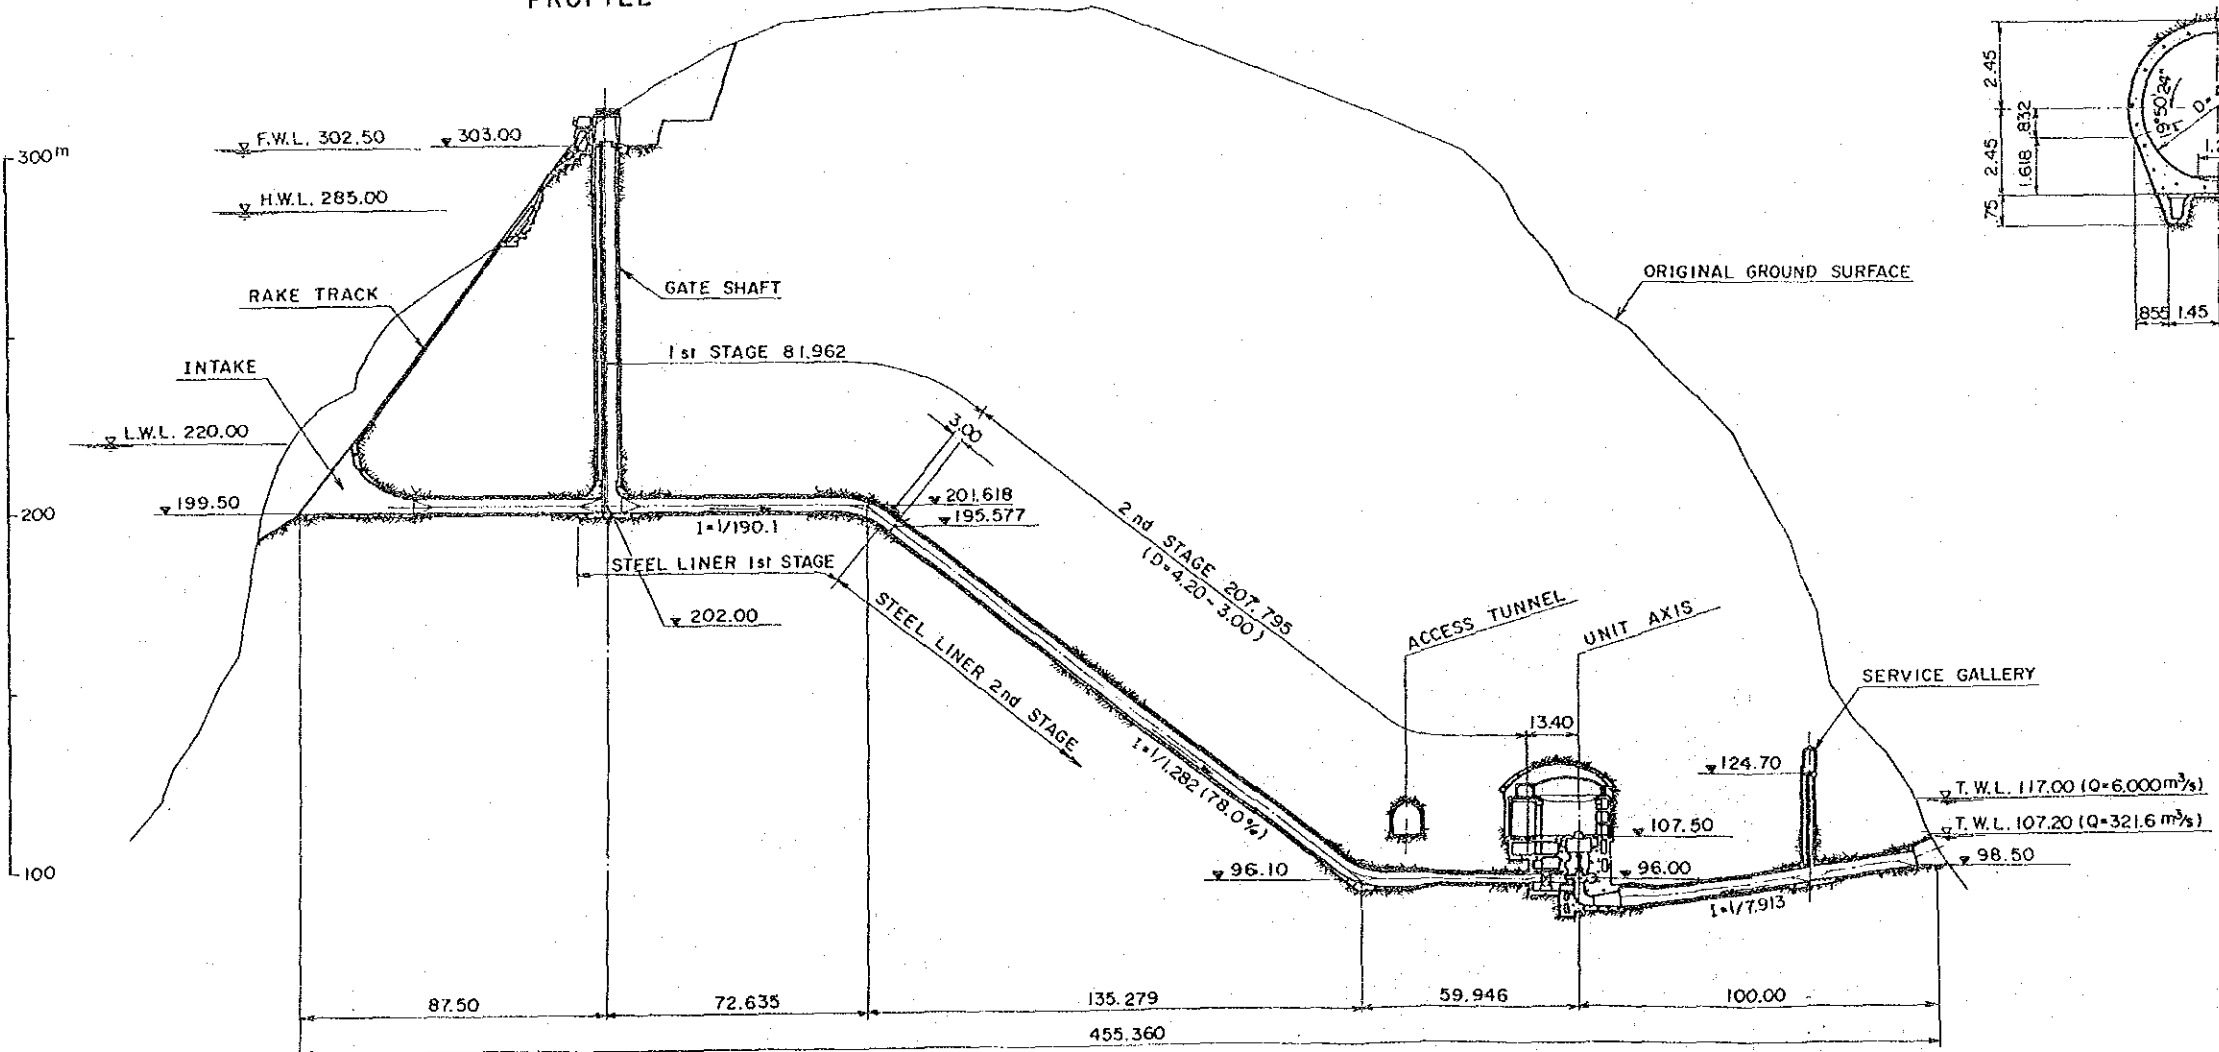 PROFILE
300m
200
100
F.W.L. 302.50
303.00
H.W.L. 285.00
RAKE TRACK
GATE SHAFT
INTAKE
1st STAGE 81.962
L.W.L. 220.00
3.00
199.50
201.618
195.577
I=1/190.1
STEEL LINER 1st STAGE
202.00
2nd STAGE 207.795
(D=4.20~3.00)
STEEL LINER 2nd STAGE
I=1/1.282 (78.0%)
ORIGINAL GROUND SURFACE
ACCESS TUNNEL
UNIT AXIS
SERVICE GALLERY
13.40
124.70
T.W.L. 117.00 (Q=6,000m³/s)
T.W.L. 107.20 (Q=321.6m³/s)
107.50
98.50
96.10
96.00
I=1/7.913
87.50
72.635
135.279
59.946
100.00
455.360
2.45
2.45
.75
.832
1.618
19°50'24"
D=
.855
1.45